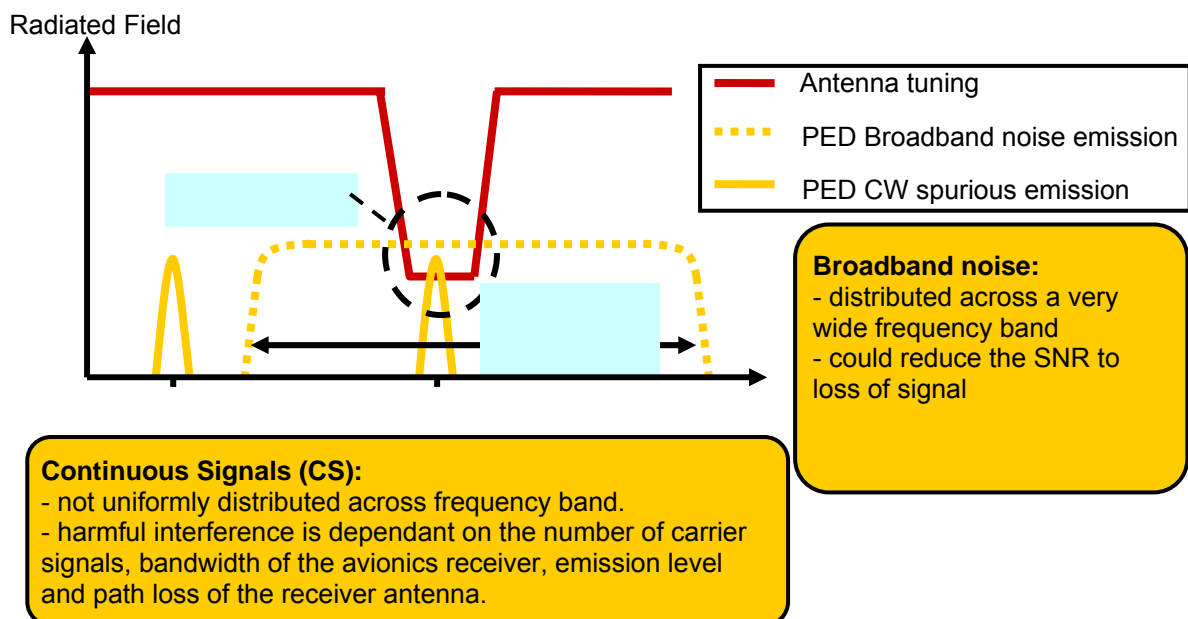 Radiated Field
Antenna tuning
PED Broadband noise emission
PED CW spurious emission
Broadband noise:
- distributed across a very
wide frequency band
- could reduce the SNR to
loss of signal
Continuous Signals (CS):
- not uniformly distributed across frequency band.
- harmful interference is dependant on the number of carrier
signals, bandwidth of the avionics receiver, emission level
and path loss of the receiver antenna.